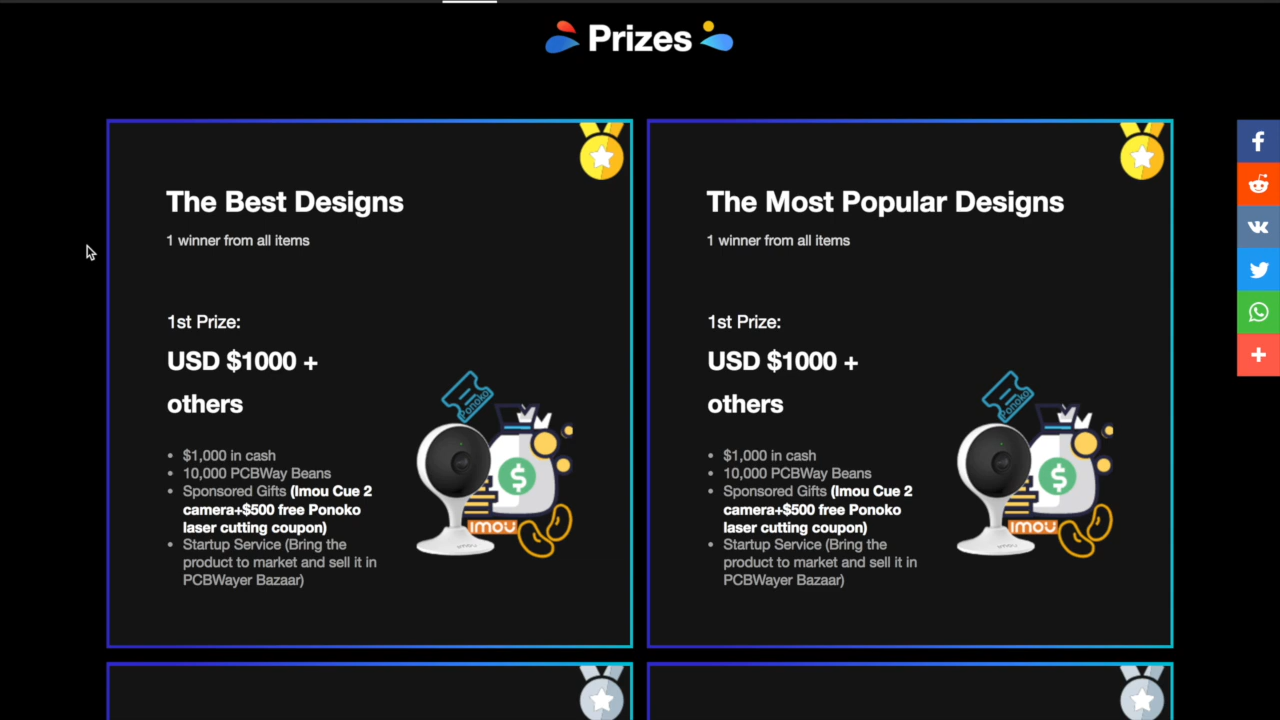 Prizes
The Best Designs
1 winner from all items
1st Prize:
USD $1000 +
others
• $1,000 in cash
• 10,000 PCBWay Beans
• Sponsored Gifts (Imou Cue 2
camera+$500 free Ponoko
laser cutting coupon)
• Startup Service (Bring the
product to market and sell it in
PCBWayer Bazaar)
Ponoko
$
imou
The Most Popular Designs
1 winner from all items
1st Prize:
USD $1000 +
others
• $1,000 in cash
• 10,000 PCBWay Beans
• Sponsored Gifts (Imou Cue 2
camera+$500 free Ponoko
laser cutting coupon)
• Startup Service (Bring the
product to market and sell it in
PCBWayer Bazaar)
Ponoko
$
imou